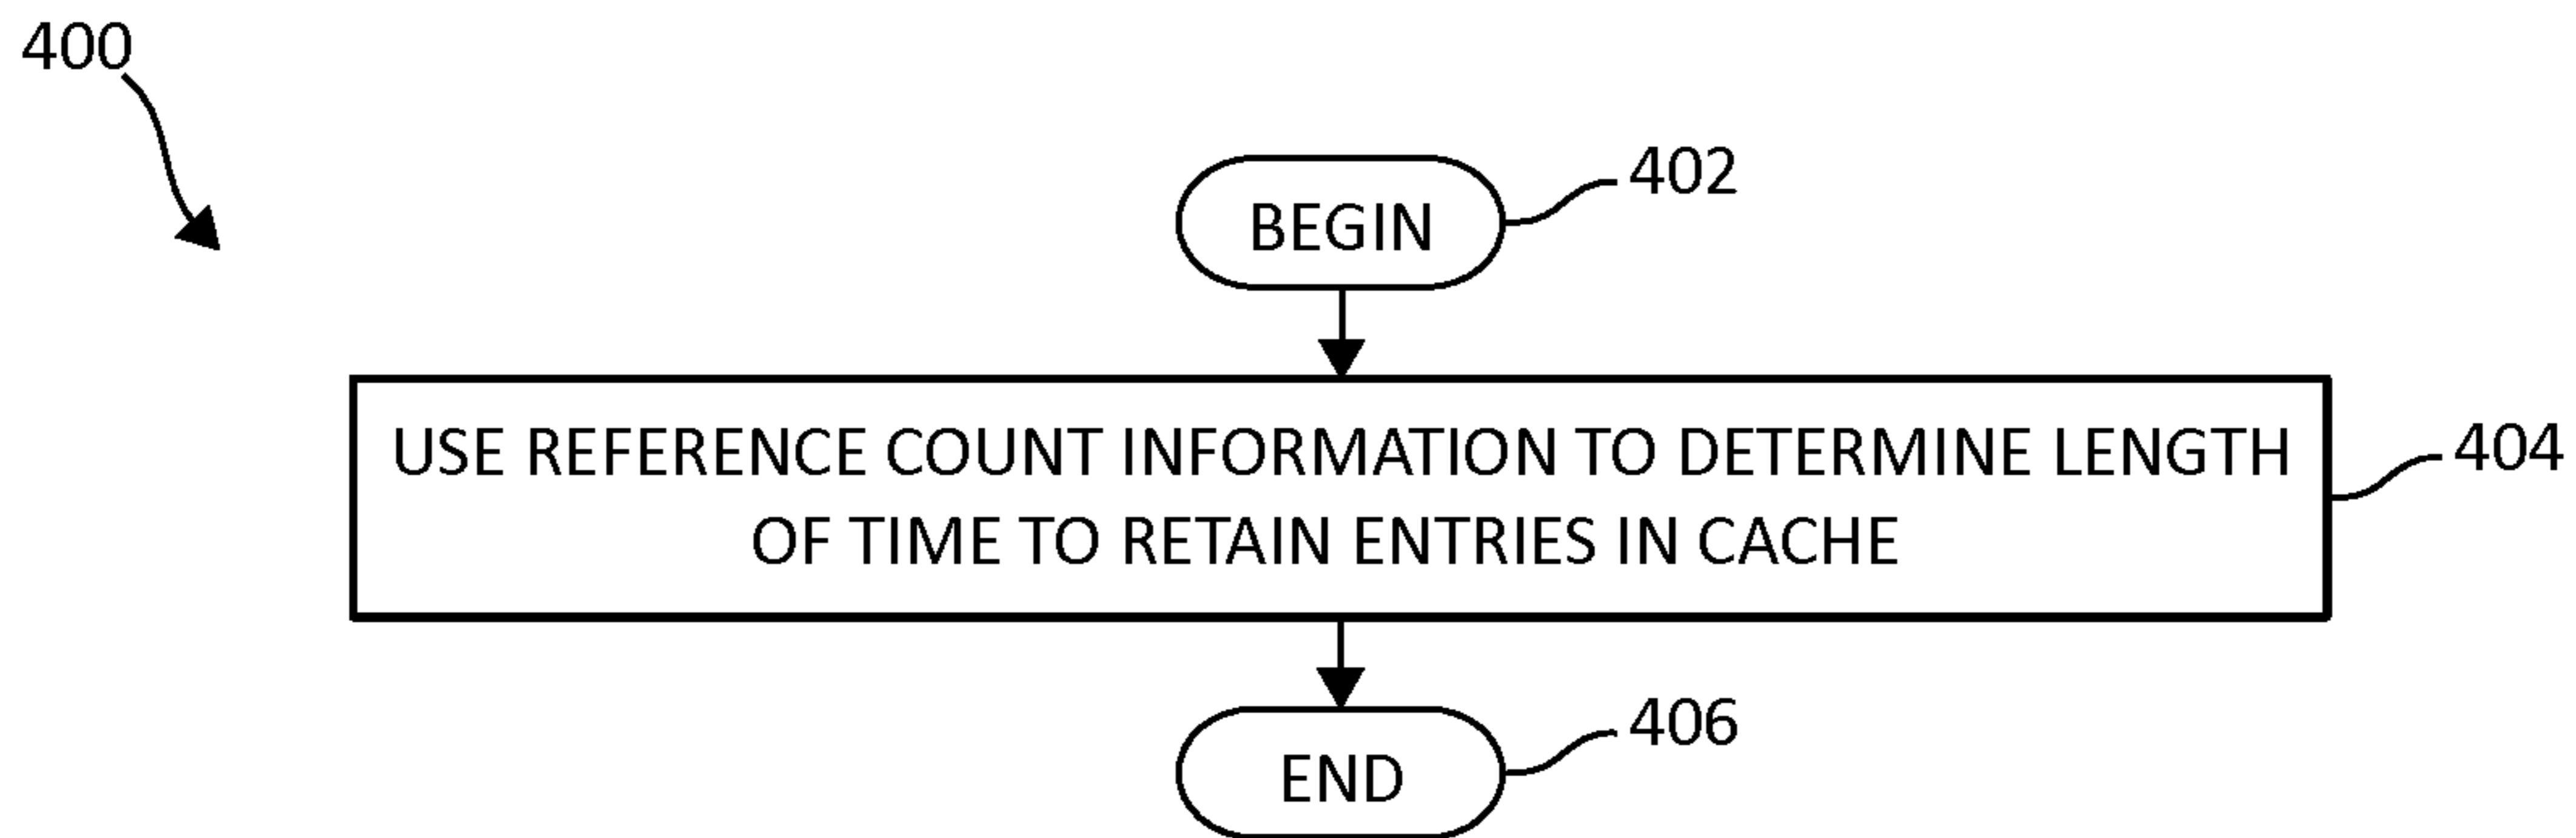 400
BEGIN
402
USE REFERENCE COUNT INFORMATION TO DETERMINE LENGTH
OF TIME TO RETAIN ENTRIES IN CACHE
404
END
406